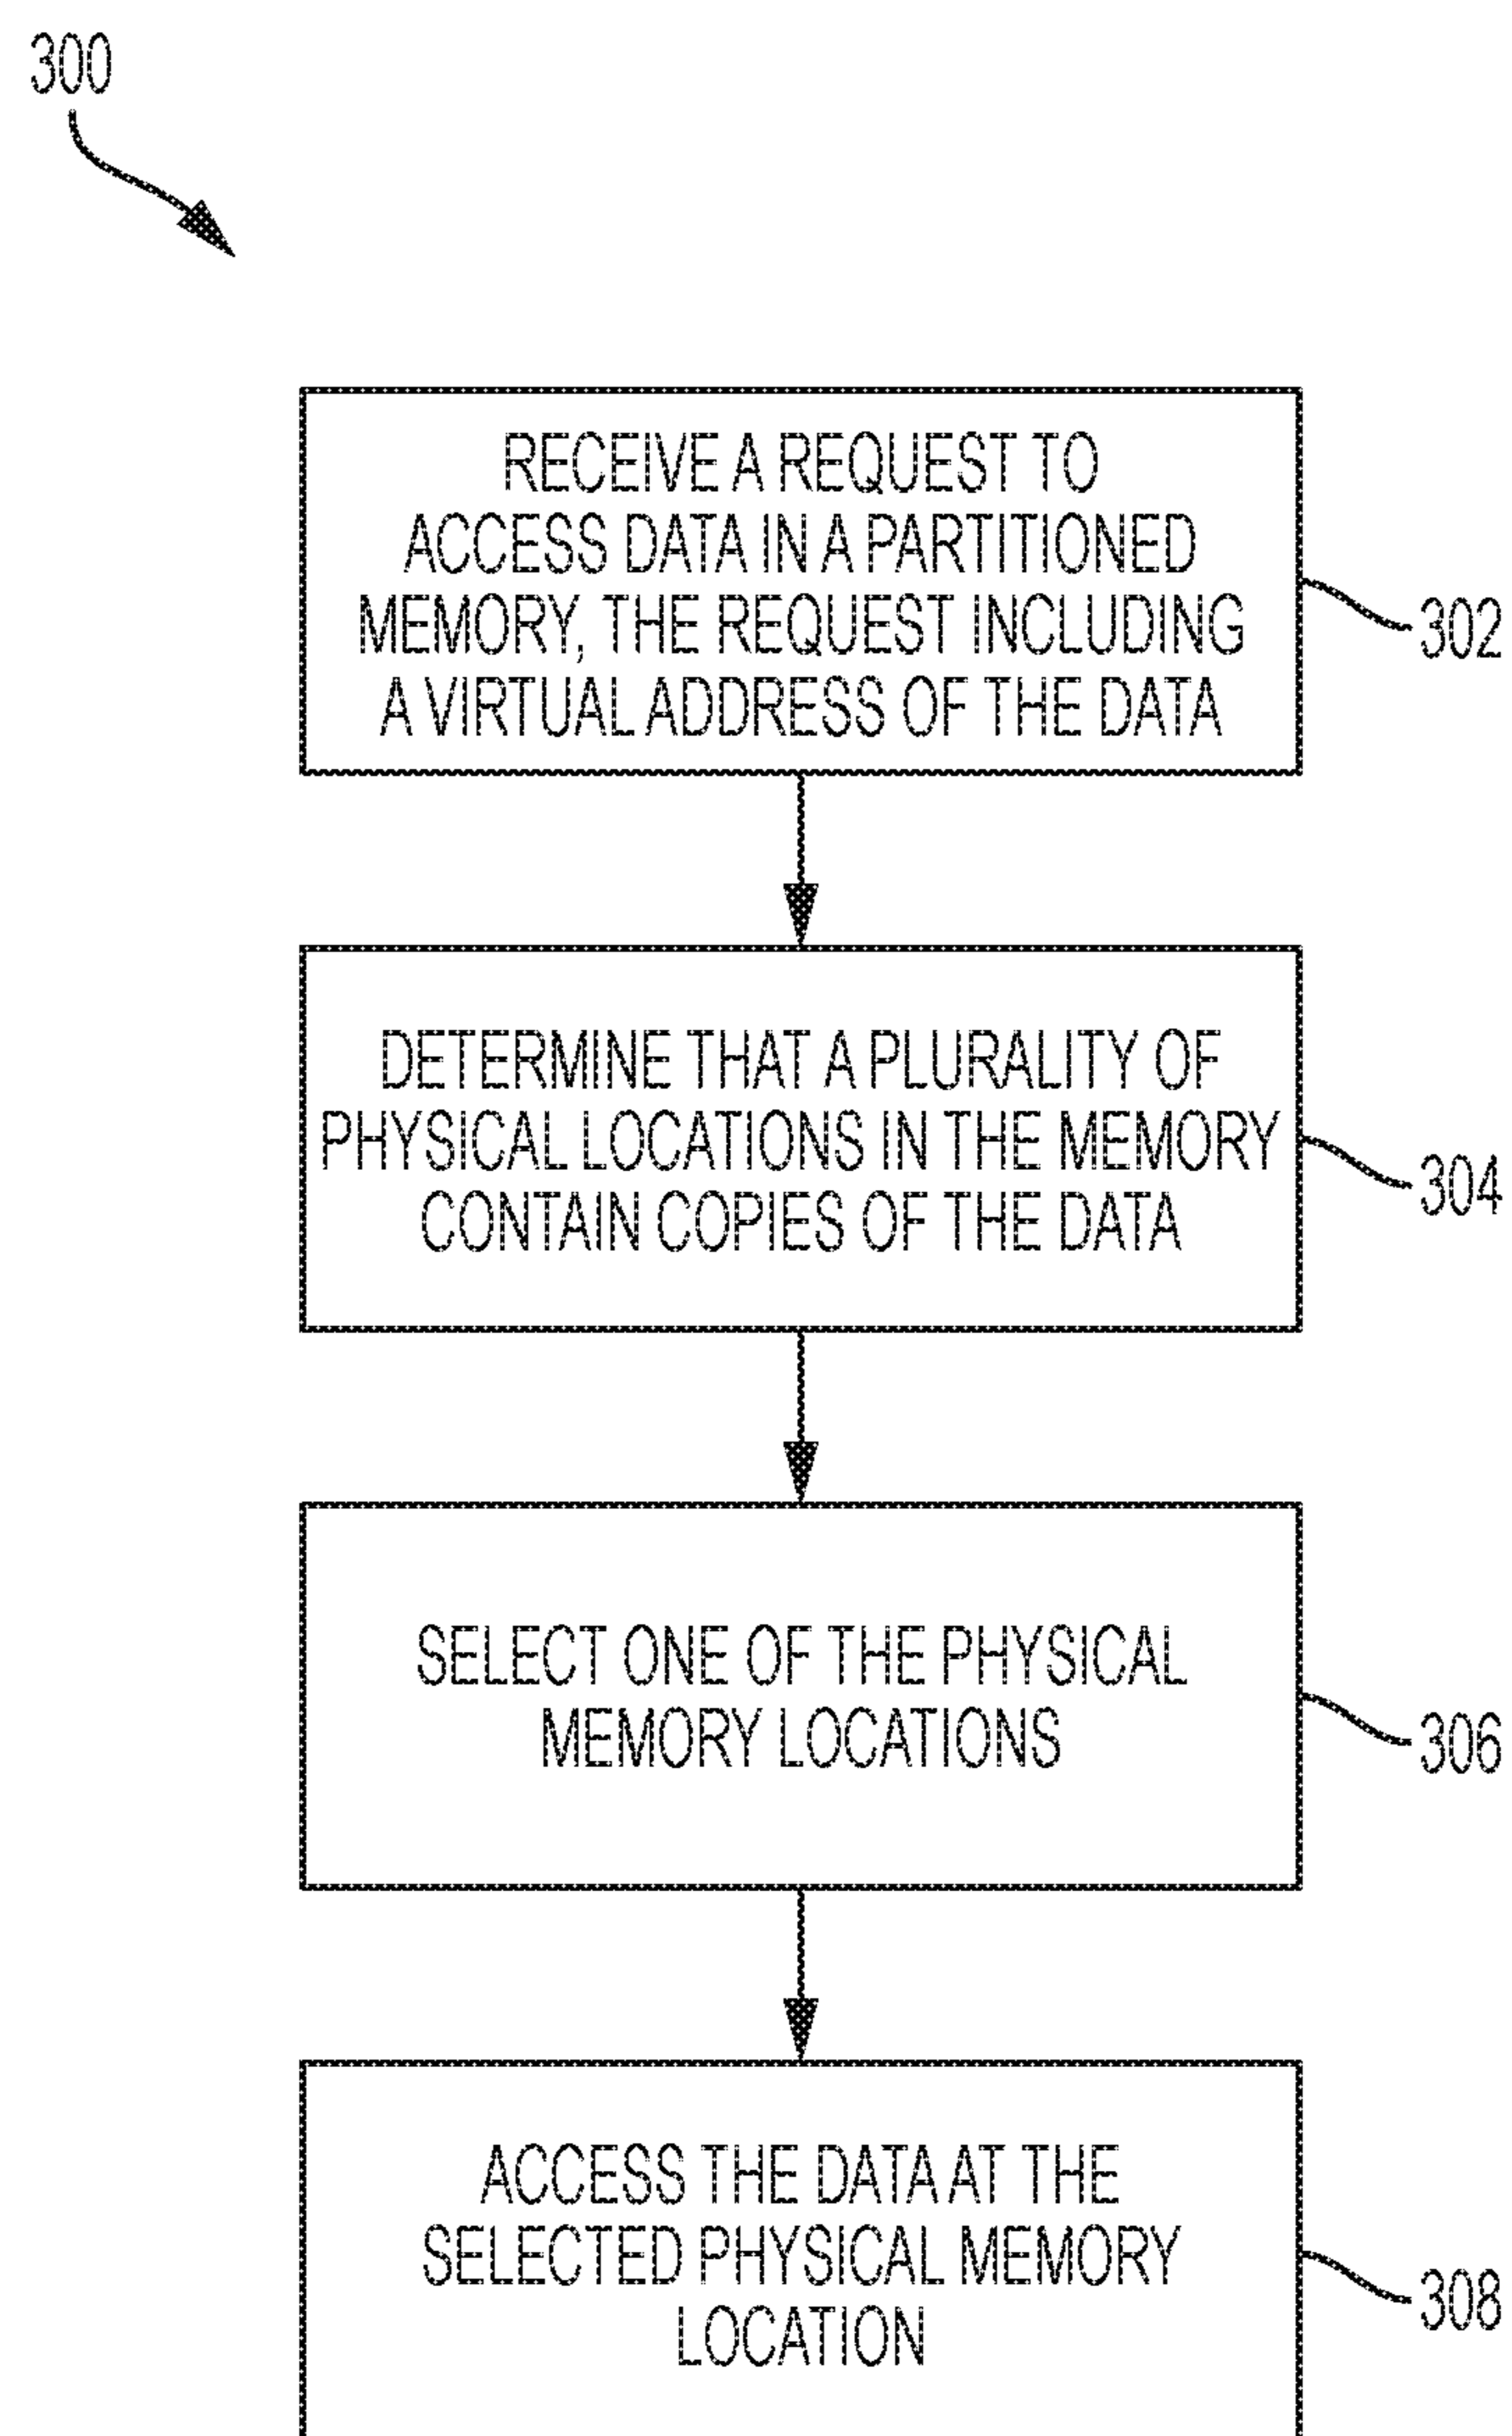 300
RECEIVE A REQUEST TO
ACCESS DATA IN A PARTITIONED
MEMORY, THE REQUEST INCLUDING
A VIRTUAL ADDRESS OF THE DATA
302
DETERMINE THAT A PLURALITY OF
PHYSICAL LOCATIONS IN THE MEMORY
CONTAIN COPIES OF THE DATA
304
SELECT ONE OF THE PHYSICAL
MEMORY LOCATIONS
306
ACCESS THE DATA AT THE
SELECTED PHYSICAL MEMORY
LOCATION
308